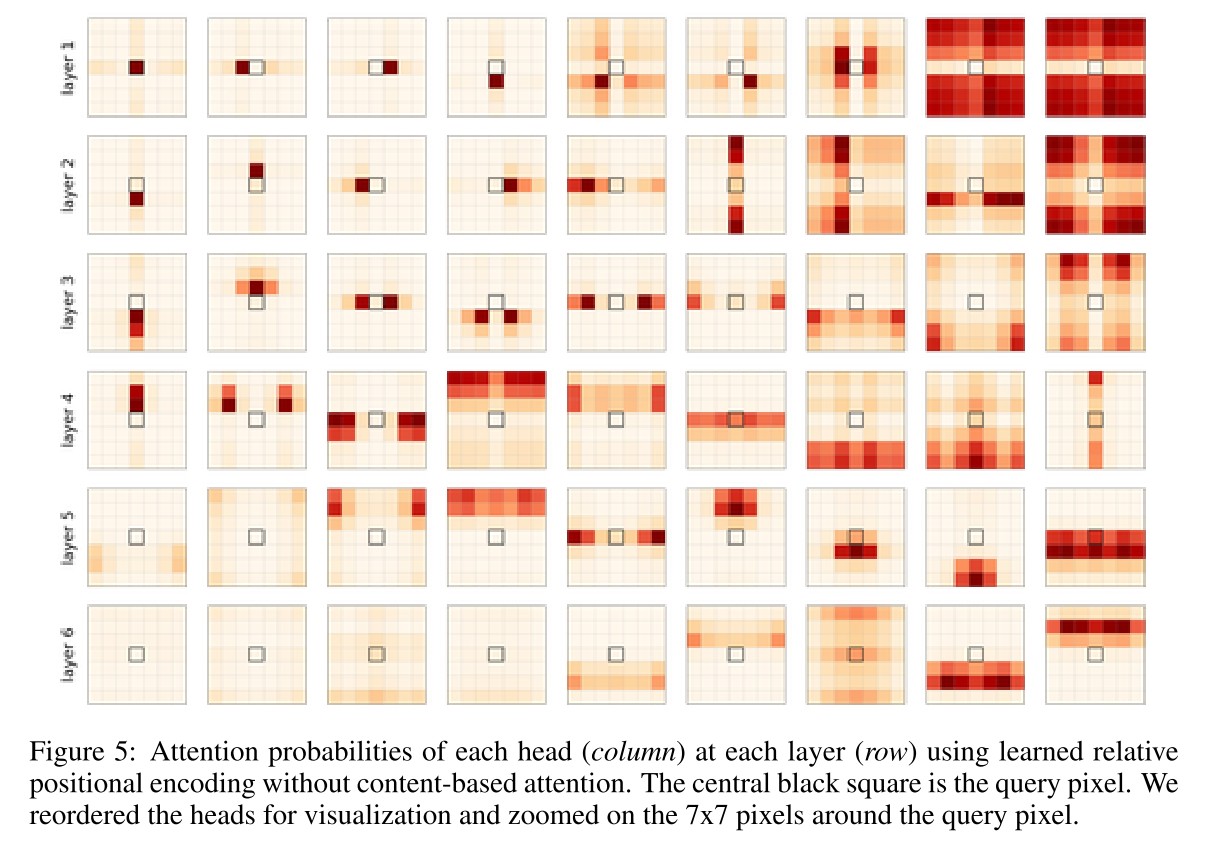 layer 1
layer 2
layer 3
layer 4
layer 5
layer 6
Figure 5: Attention probabilities of each head (column) at each layer (row) using learned relative
positional encoding without content-based attention. The central black square is the query pixel. We
reordered the heads for visualization and zoomed on the 7x7 pixels around the query pixel.